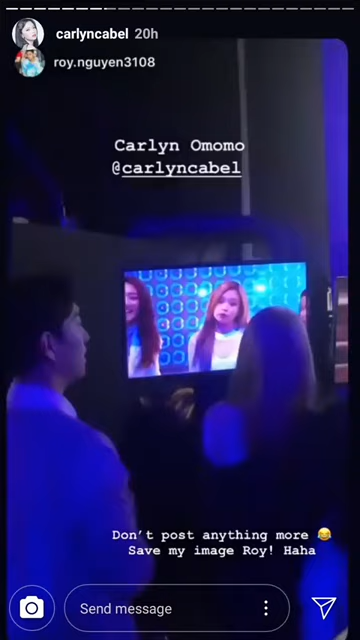 carlyncabel 20h
roy.nguyen3108
Carlyn Omomo
@carlyncabel
Don't post anything more 😂
Save my image Roy! Haha
Send message